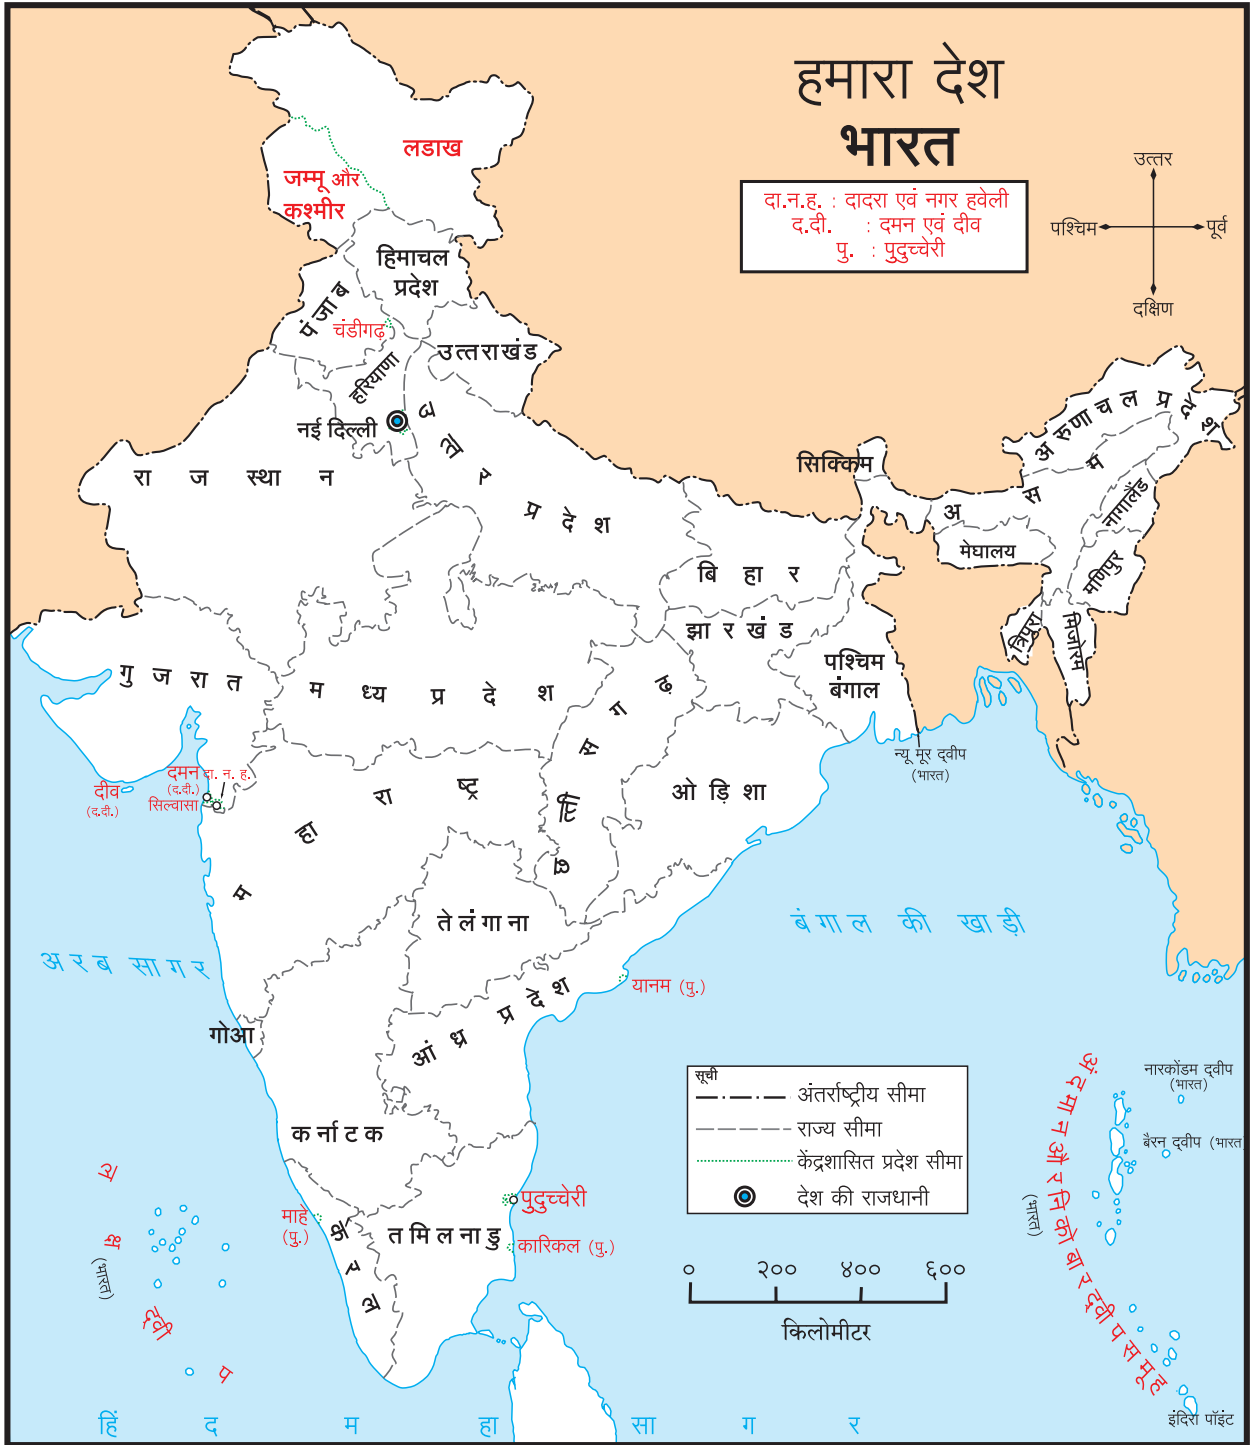 हमारा देश
भारत
दा.न.ह. : दादरा एवं नगर हवेली
द.दी. : दमन एवं दीव
पु. : पुदुच्चेरी
उत्तर
पश्चिम
पूर्व
दक्षिण
लडाख
जम्मू और
कश्मीर
हिमाचल
प्रदेश
पंजाब
चंडीगढ़
उत्तराखंड
हरियाणा
नई दिल्ली
राजस्थान
उत्तर प्रदेश
सिक्किम
अरुणाचल प्रदेश
असम
नागालैंड
मेघालय
मणिपुर
त्रिपुरा
मिजोरम
बिहार
झारखंड
पश्चिम
बंगाल
गुजरात
मध्य प्रदेश
छत्तीसगढ़
न्यू मूर द्वीप
(भारत)
दमन
(द.दी.)
दा. न. ह.
सिल्वासा
दीव
(द.दी.)
महाराष्ट्र
ओड़िशा
तेलंगाना
बंगाल की खाड़ी
अरब सागर
यानम (पु.)
आंध्र प्रदेश
गोआ
कर्नाटक
सूची
अंतर्राष्ट्रीय सीमा
राज्य सीमा
केंद्रशासित प्रदेश सीमा
देश की राजधानी
नारकोंडम द्वीप
(भारत)
बैरन द्वीप (भारत
अंदमान और निकोबार द्वीप समूह
(भारत)
पुदुच्चेरी
माहे
(पु.)
केरल
तमिलनाडु
कारिकल (पु.)
लक्षद्वीप
(भारत)
० २०० ४०० ६००
किलोमीटर
इंदिरा पॉइंट
हिंद महासागर